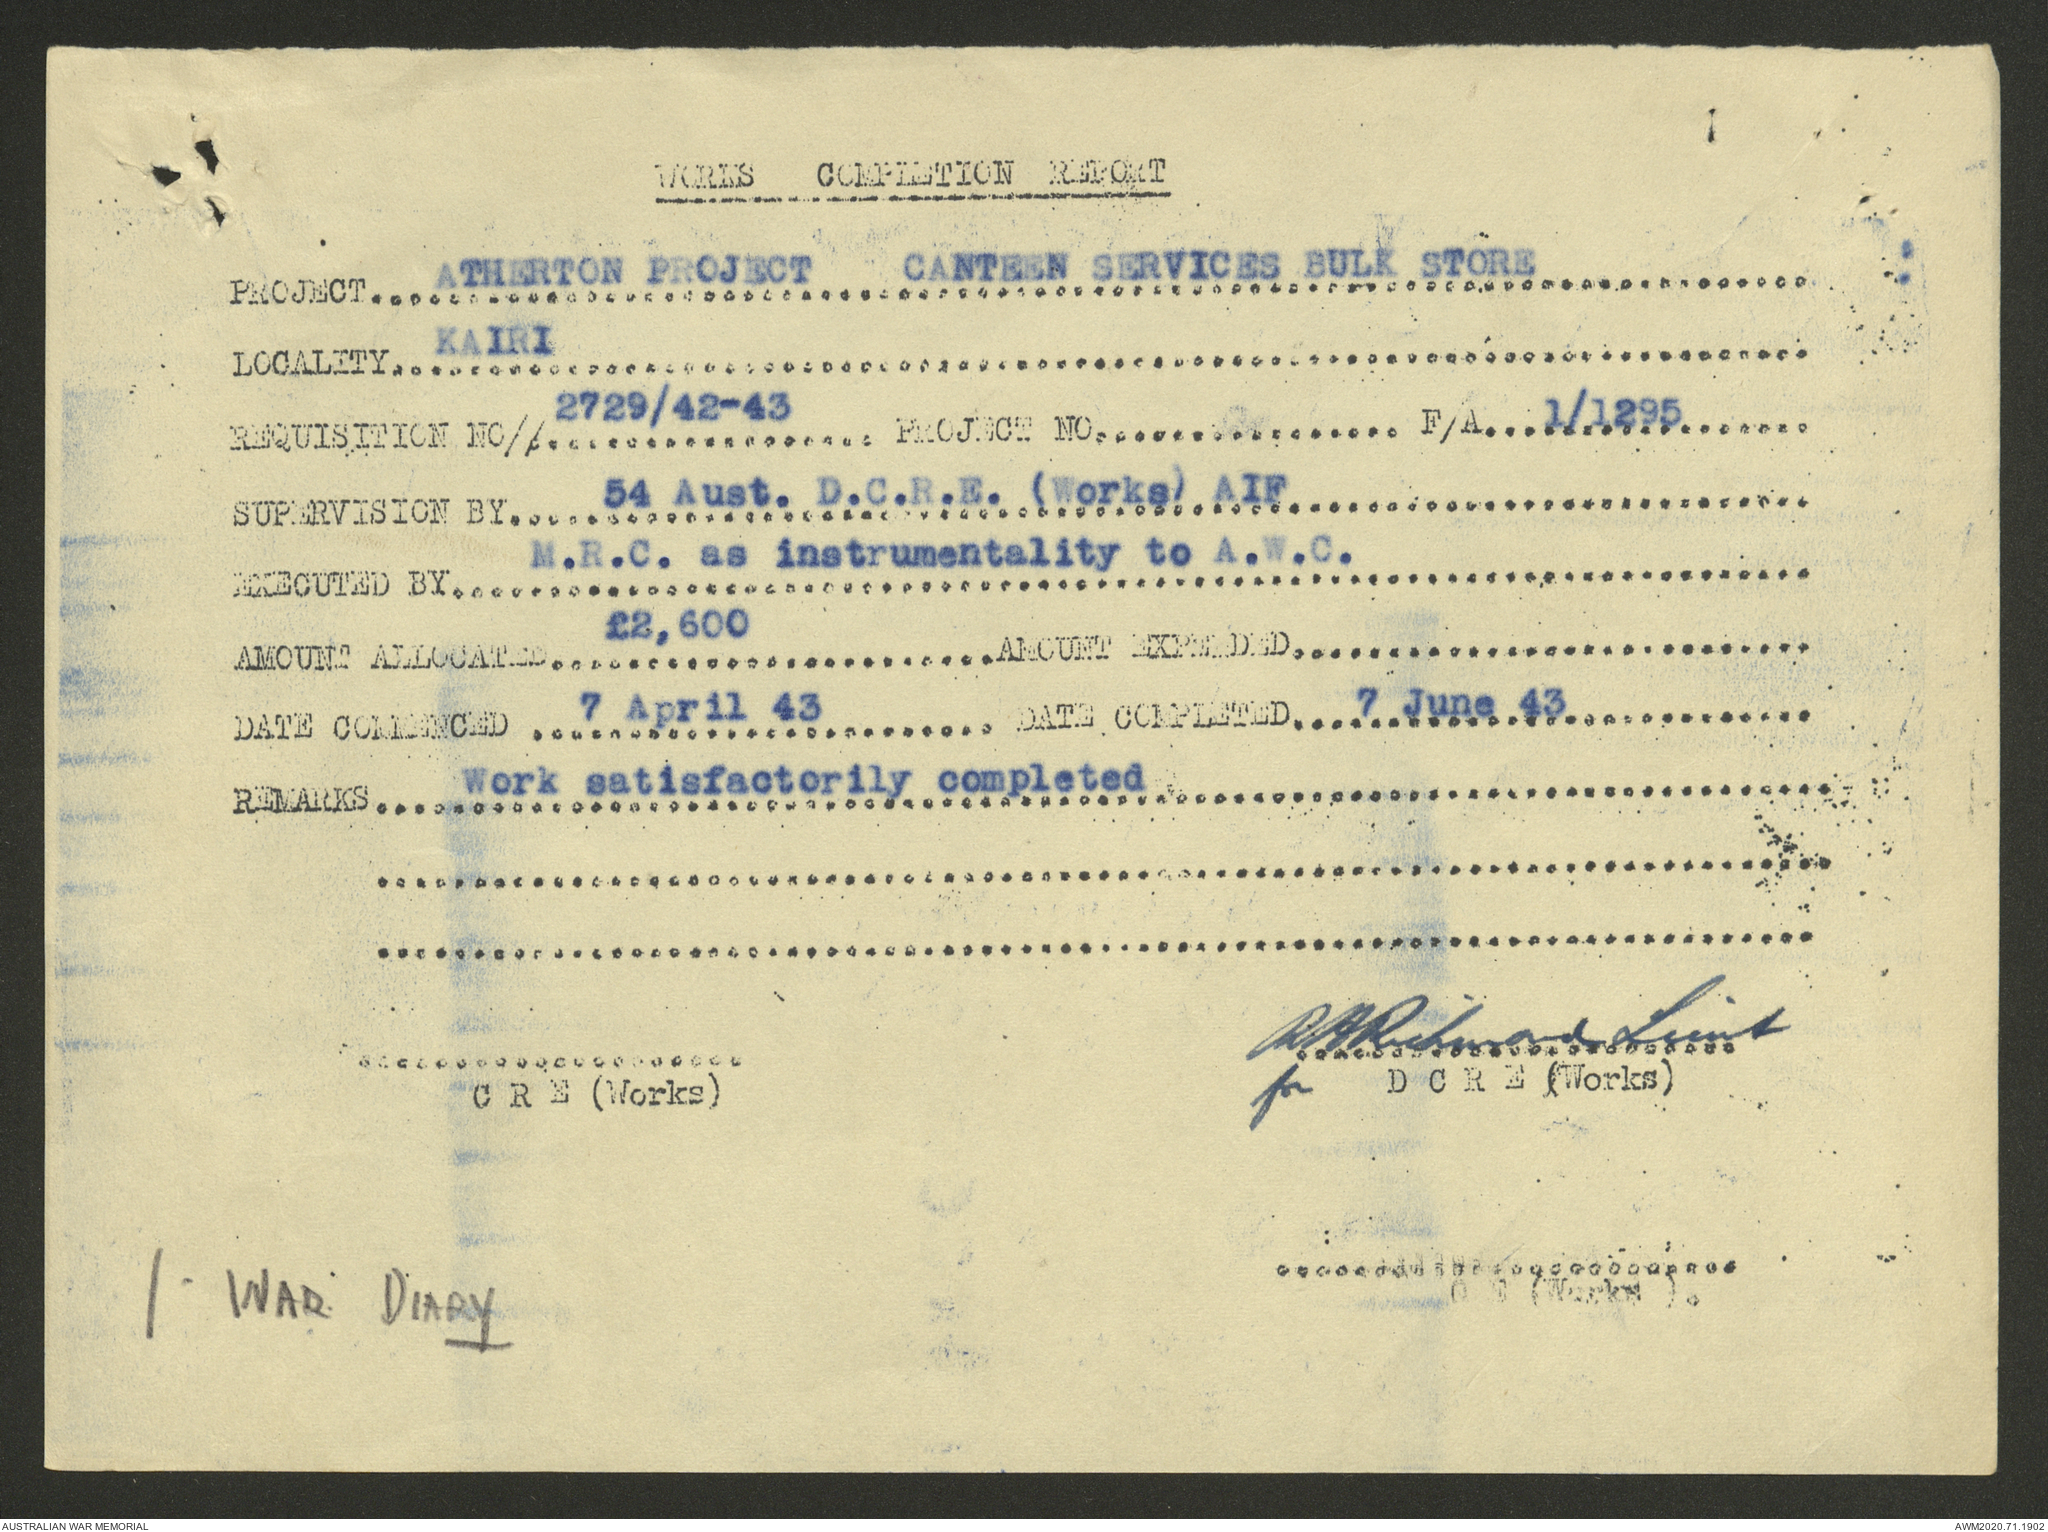 WORKS COMPLETION REPORT
PROJECT. ATHERTON PROJECT CANTEEN SERVICES BULK STORE
LOCALITY. KAIRI
REQUISITION NO// 2729/42-43 PROJECT NO. F/A. 1/1295
SUPERVISION BY. 54 Aust. D.C.R.E. (Works) AIF
EXECUTED BY. M.R.C. as instrumentality to A.W.C.
AMOUNT ALLOCATED. £2,600 AMOUNT EXPENDED.
DATE COMMENCED 7 April 43 DATE COMPLETED. 7 June 43
REMARKS. Work satisfactorily completed
Richmond Lieut
C R E (Works) for D C R E (Works)
(Works ).
1 WAR DIARY
AUSTRALIAN WAR MEMORIAL AWM2020.71.1902